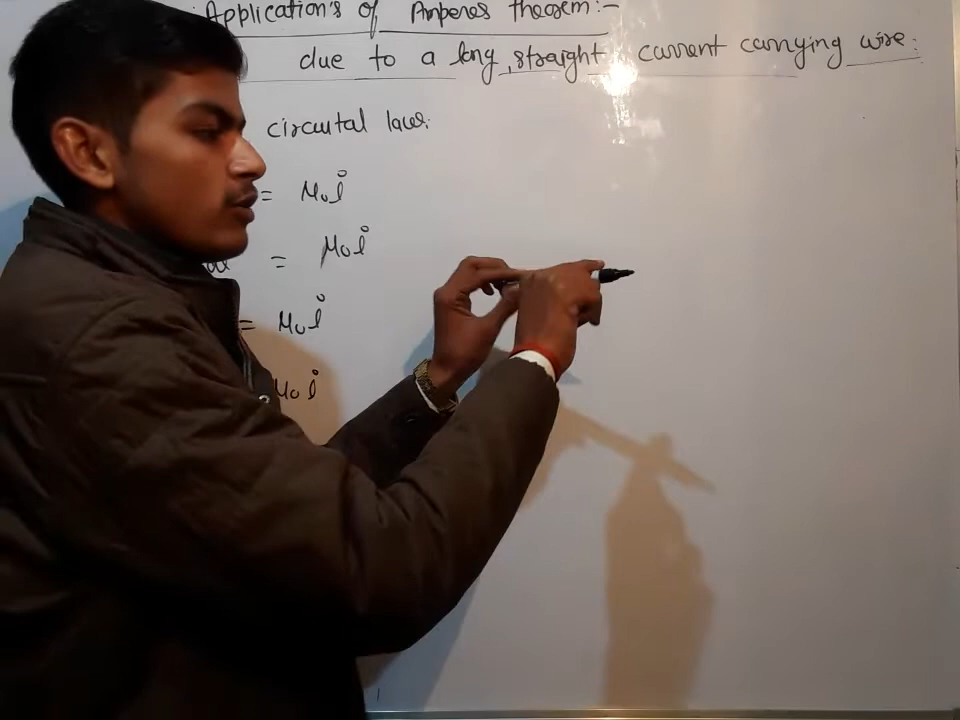 Application's of Amperes theorem:-
due to a long, straight current carrying wire:
circuital law:
= μ₀i
= μ₀i
= μ₀i
μ₀i